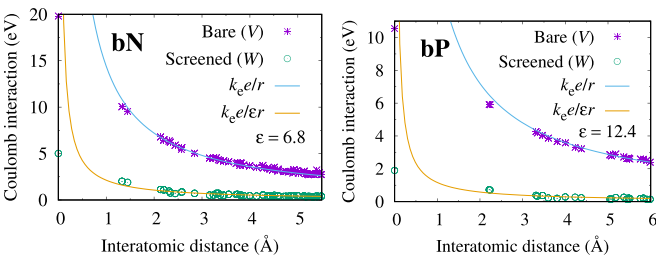 Coulomb interaction (eV)
20
15
10
5
0
bN
Bare (V)
Screened (W)
kₑe/r
kₑe/εr
ε = 6.8
0 1 2 3 4 5
Interatomic distance (Å)
Coulomb interaction (eV)
10
8
6
4
2
0
bP
Bare (V)
Screened (W)
kₑe/r
kₑe/εr
ε = 12.4
0 1 2 3 4 5 6
Interatomic distance (Å)